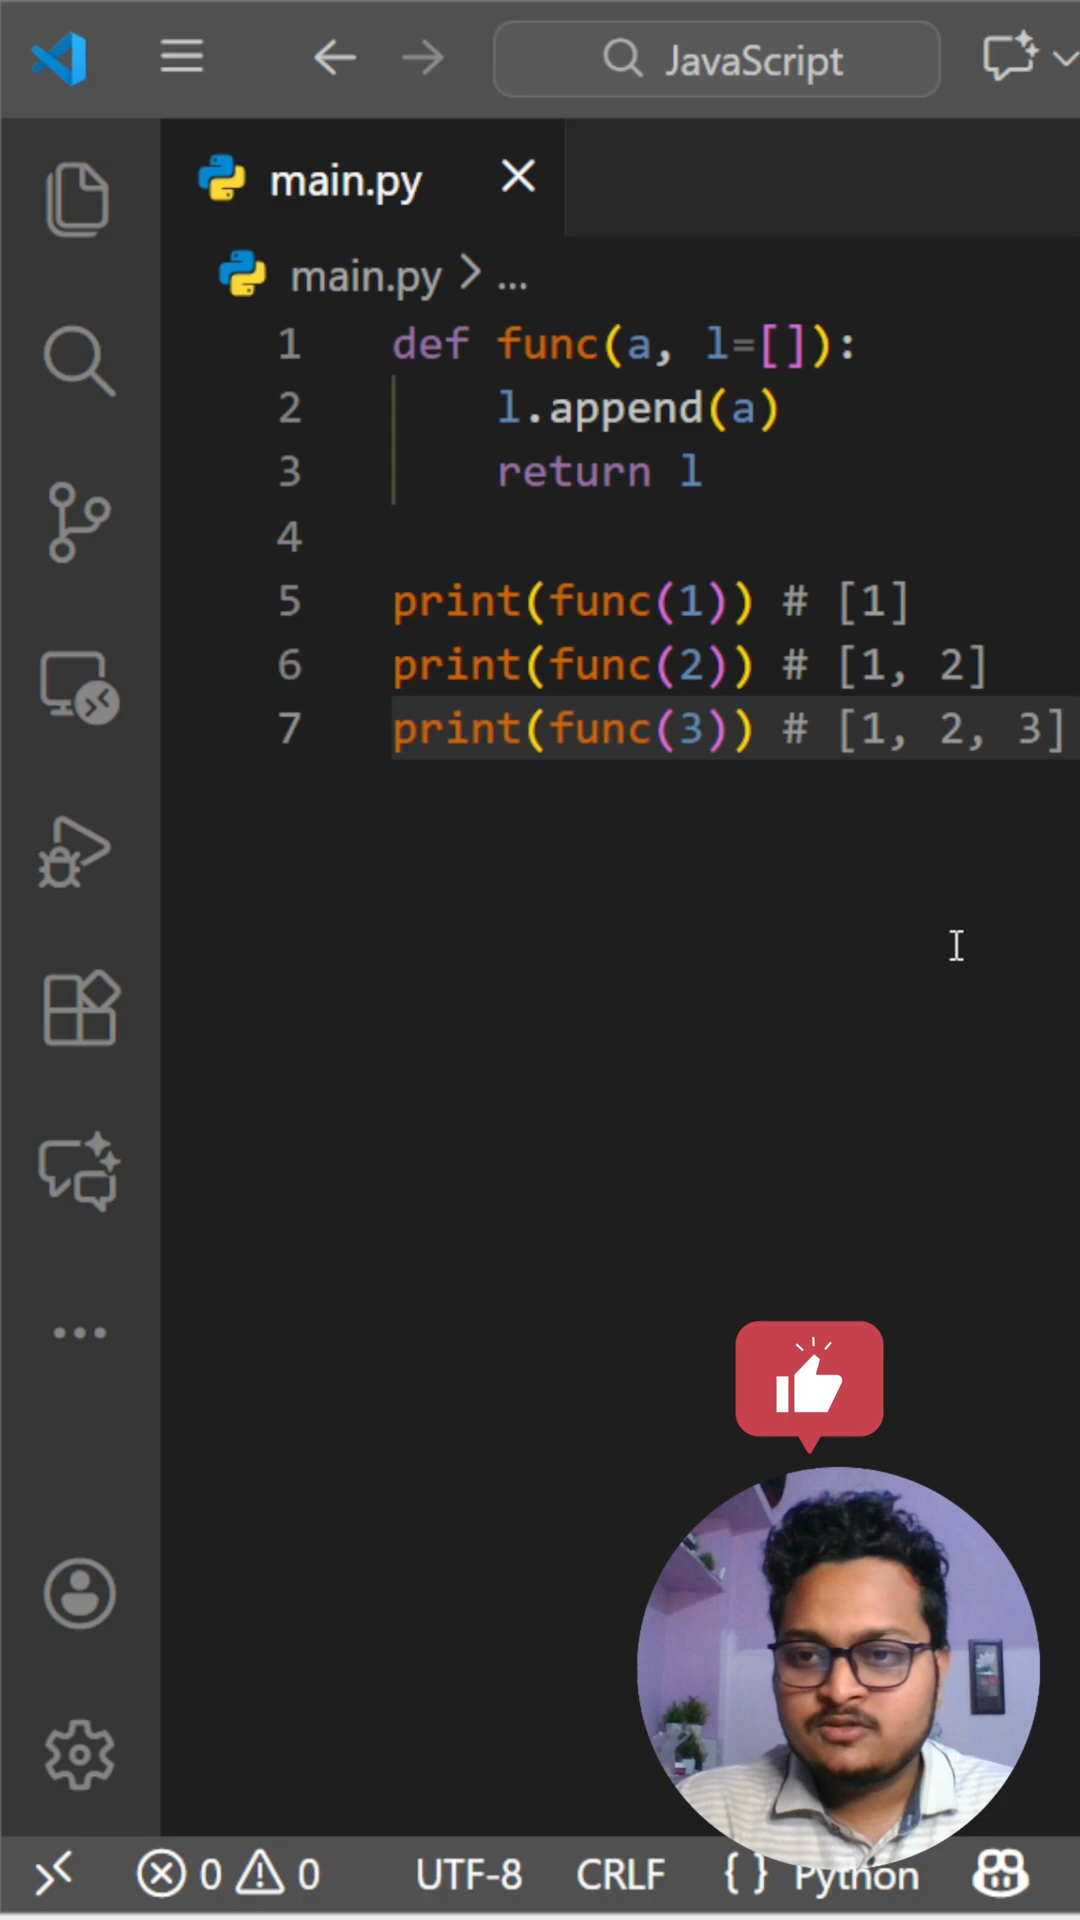 JavaScript
main.py
main.py > ...
1 def func(a, l=[]):
2     l.append(a)
3     return l
4
5 print(func(1)) # [1]
6 print(func(2)) # [1, 2]
7 print(func(3)) # [1, 2, 3]
0 0 UTF-8 CRLF { } Python